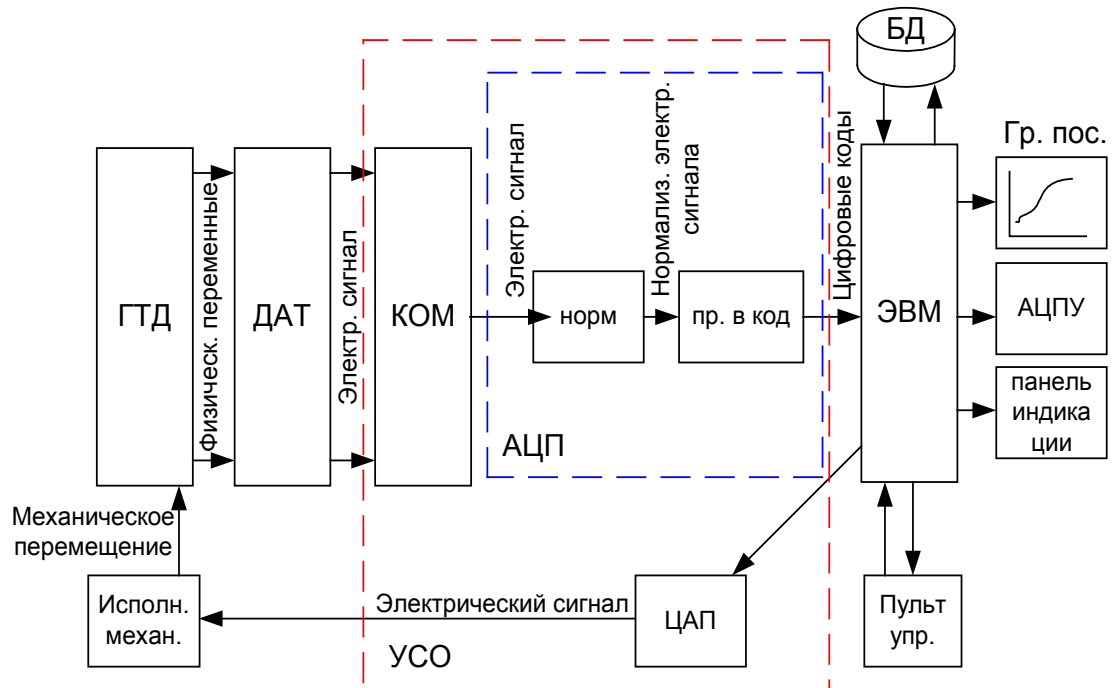 БД
Гр. пос.
ГТД
Физическ. переменные
ДАТ
Электр. сигнал
КОМ
Электр. сигнал
норм
Нормализ. электр.
сигнала
пр. в код
Цифровые коды
ЭВМ
АЦПУ
панель
индика
ции
АЦП
Механическое
перемещение
Исполн.
механ.
Электрический сигнал
ЦАП
Пульт
упр.
УСО